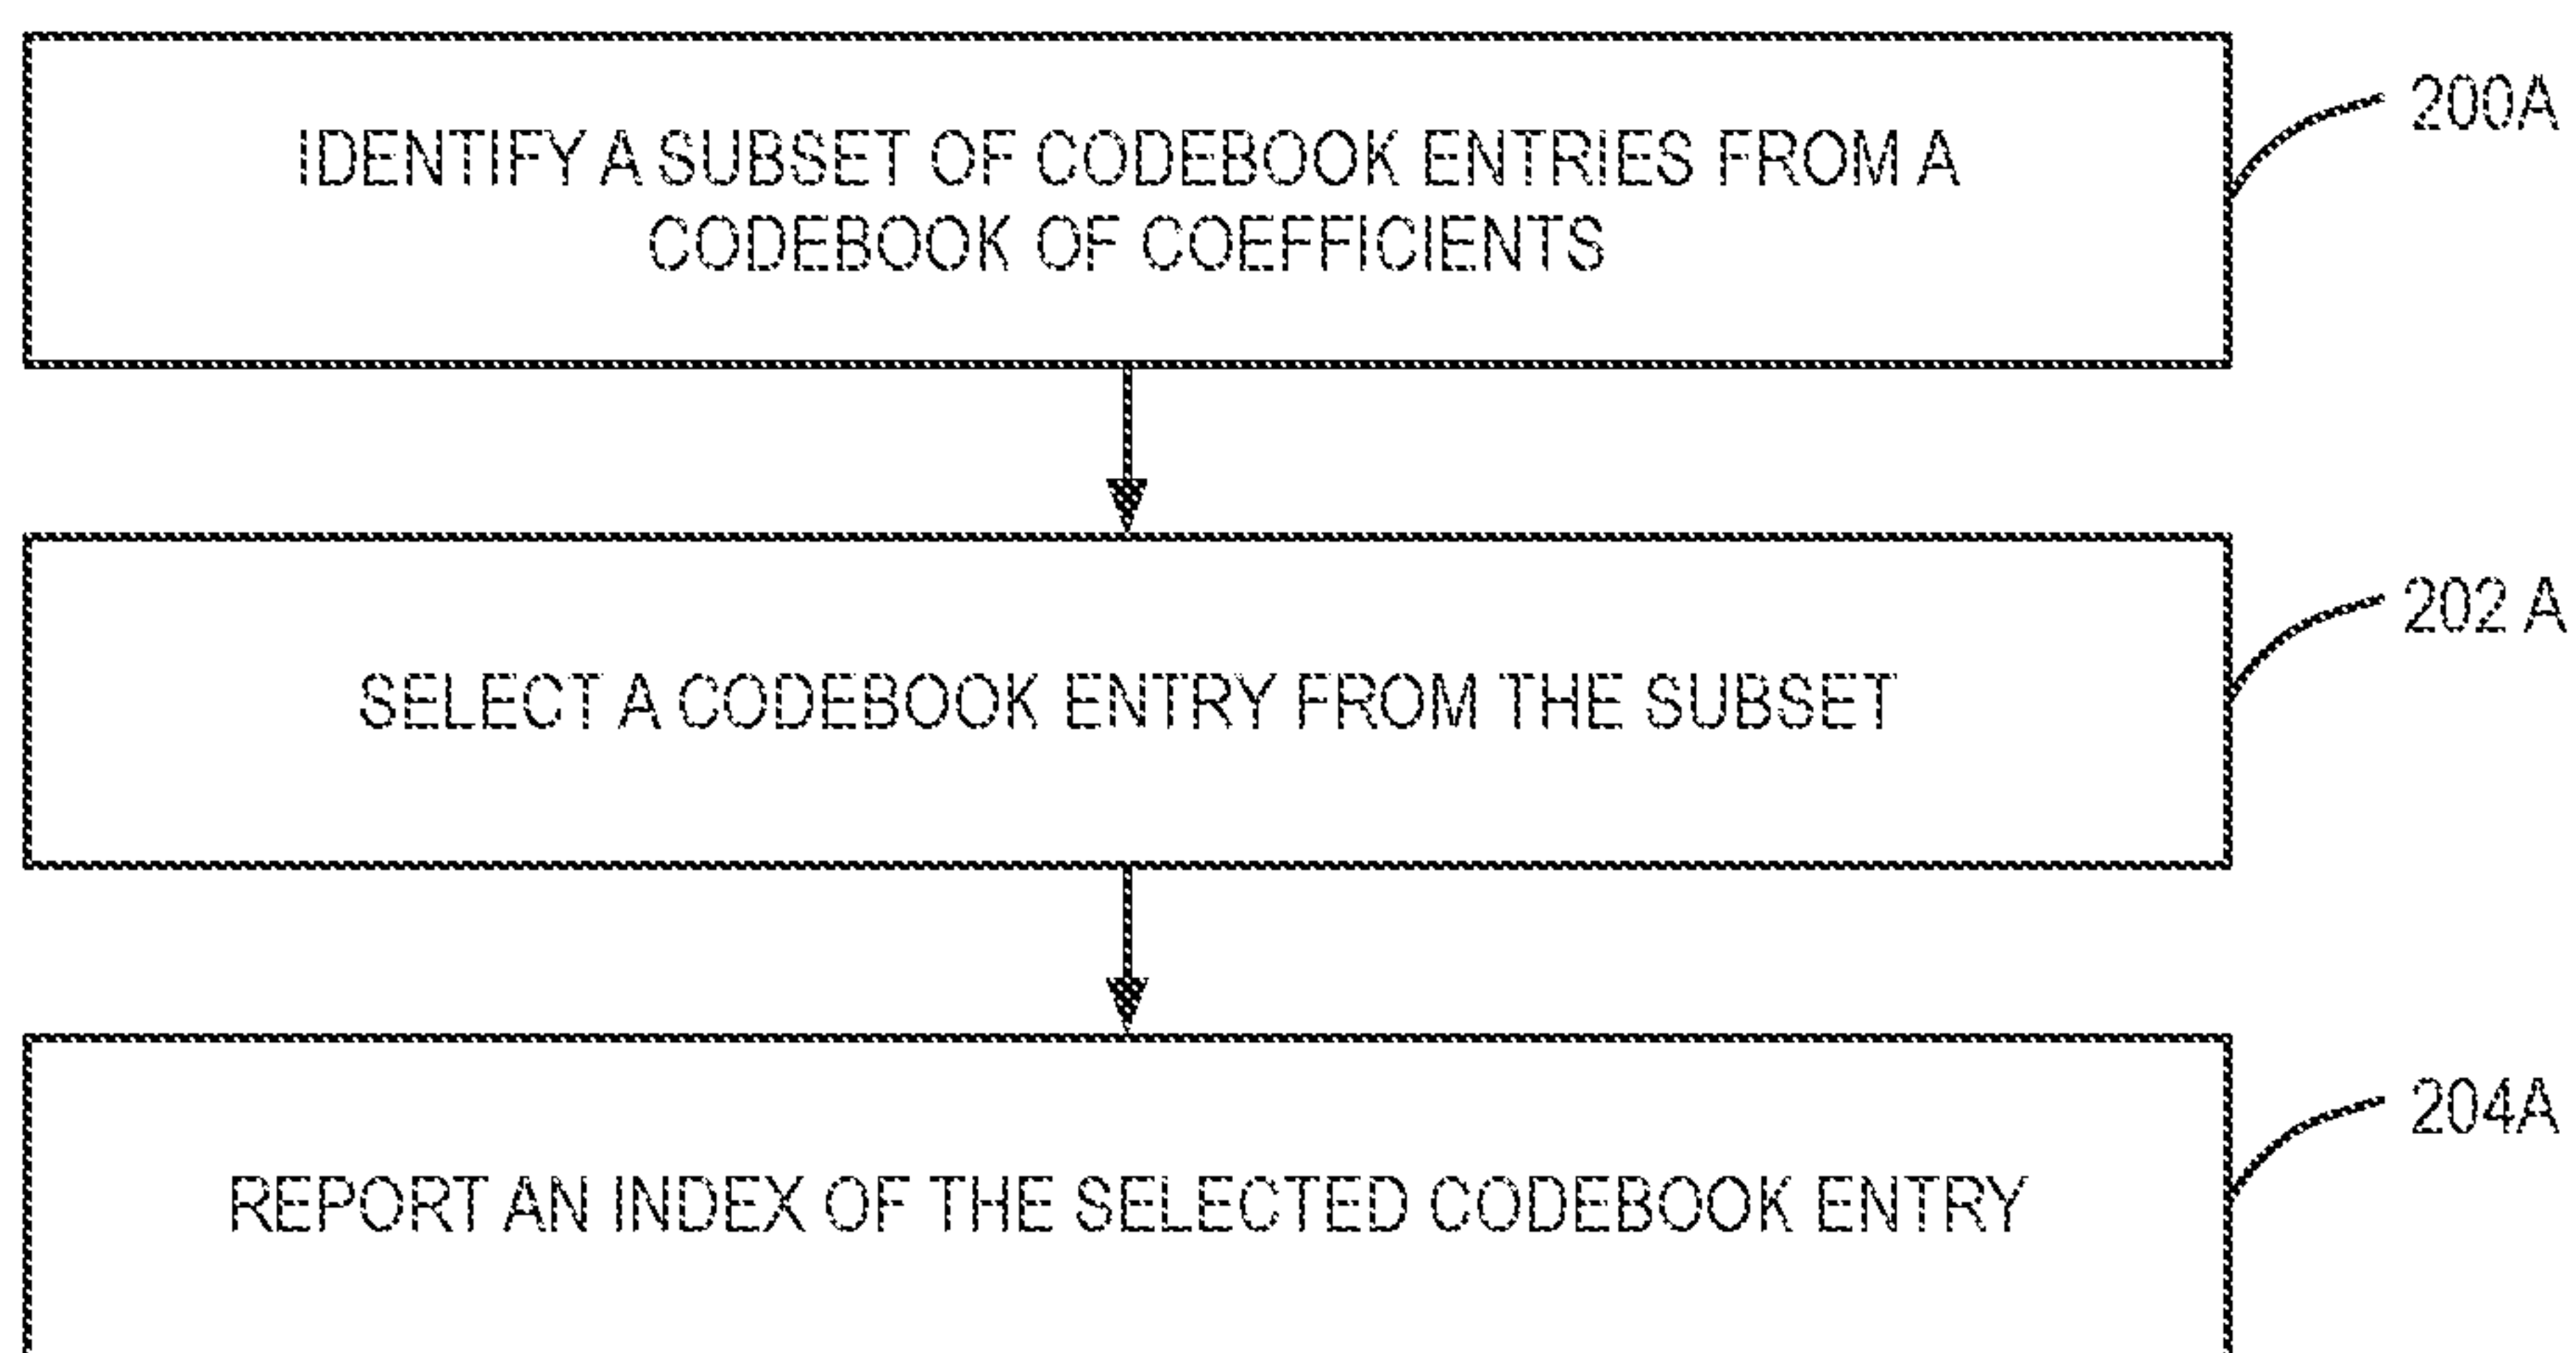 IDENTIFY A SUBSET OF CODEBOOK ENTRIES FROM A
CODEBOOK OF COEFFICIENTS
200A
SELECT A CODEBOOK ENTRY FROM THE SUBSET
202 A
REPORT AN INDEX OF THE SELECTED CODEBOOK ENTRY
204A